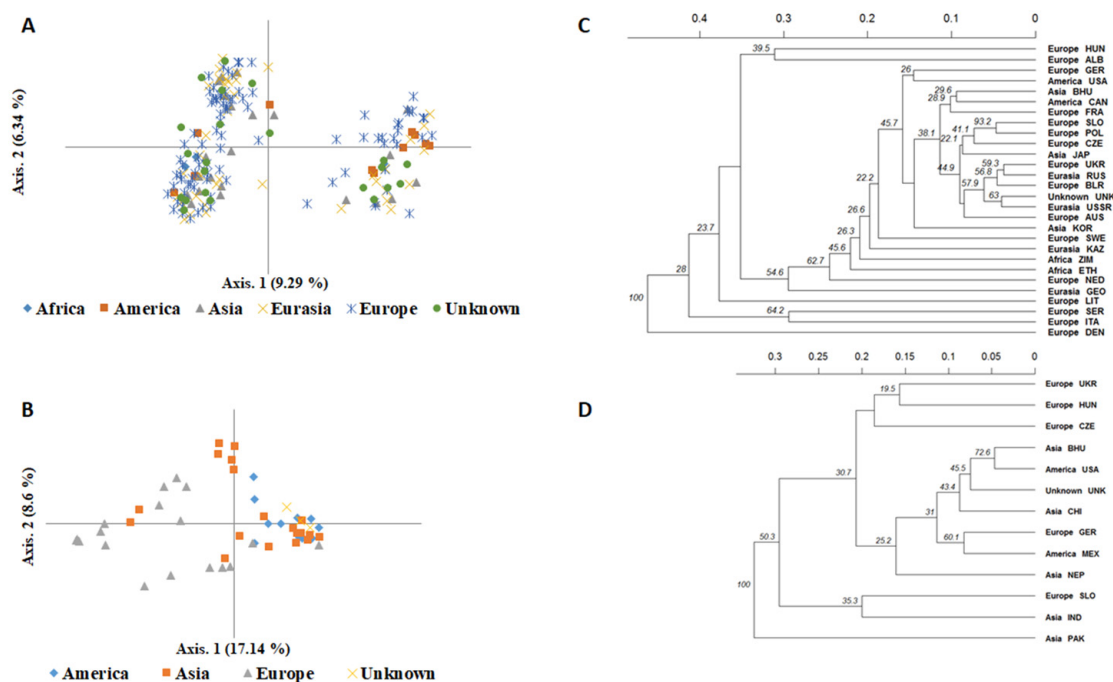 A
Axis. 2 (6.34 %)
Axis. 1 (9.29 %)
Africa America Asia Eurasia Europe Unknown
B
Axis. 2 (8.6 %)
Axis. 1 (17.14 %)
America Asia Europe Unknown
C
0.4 0.3 0.2 0.1 0
39.5
26
29.6
28.9
93.2
45.7
38.1
41.1
22.1
59.3
56.8
44.9
57.9
63
22.2
26.6
26.3
45.6
62.7
23.7
54.6
28
64.2
100
Europe HUN
Europe ALB
Europe GER
America USA
Asia BHU
America CAN
Europe FRA
Europe SLO
Europe POL
Europe CZE
Asia JAP
Europe UKR
Eurasia RUS
Europe BLR
Unknown UNK
Eurasia USSR
Europe AUS
Asia KOR
Europe SWE
Eurasia KAZ
Africa ZIM
Africa ETH
Europe NED
Eurasia GEO
Europe LIT
Europe SER
Europe ITA
Europe DEN
D
0.3 0.25 0.2 0.15 0.1 0.05 0
19.5
72.6
45.5
30.7
43.4
31
60.1
25.2
50.3
35.3
100
Europe UKR
Europe HUN
Europe CZE
Asia BHU
America USA
Unknown UNK
Asia CHI
Europe GER
America MEX
Asia NEP
Europe SLO
Asia IND
Asia PAK